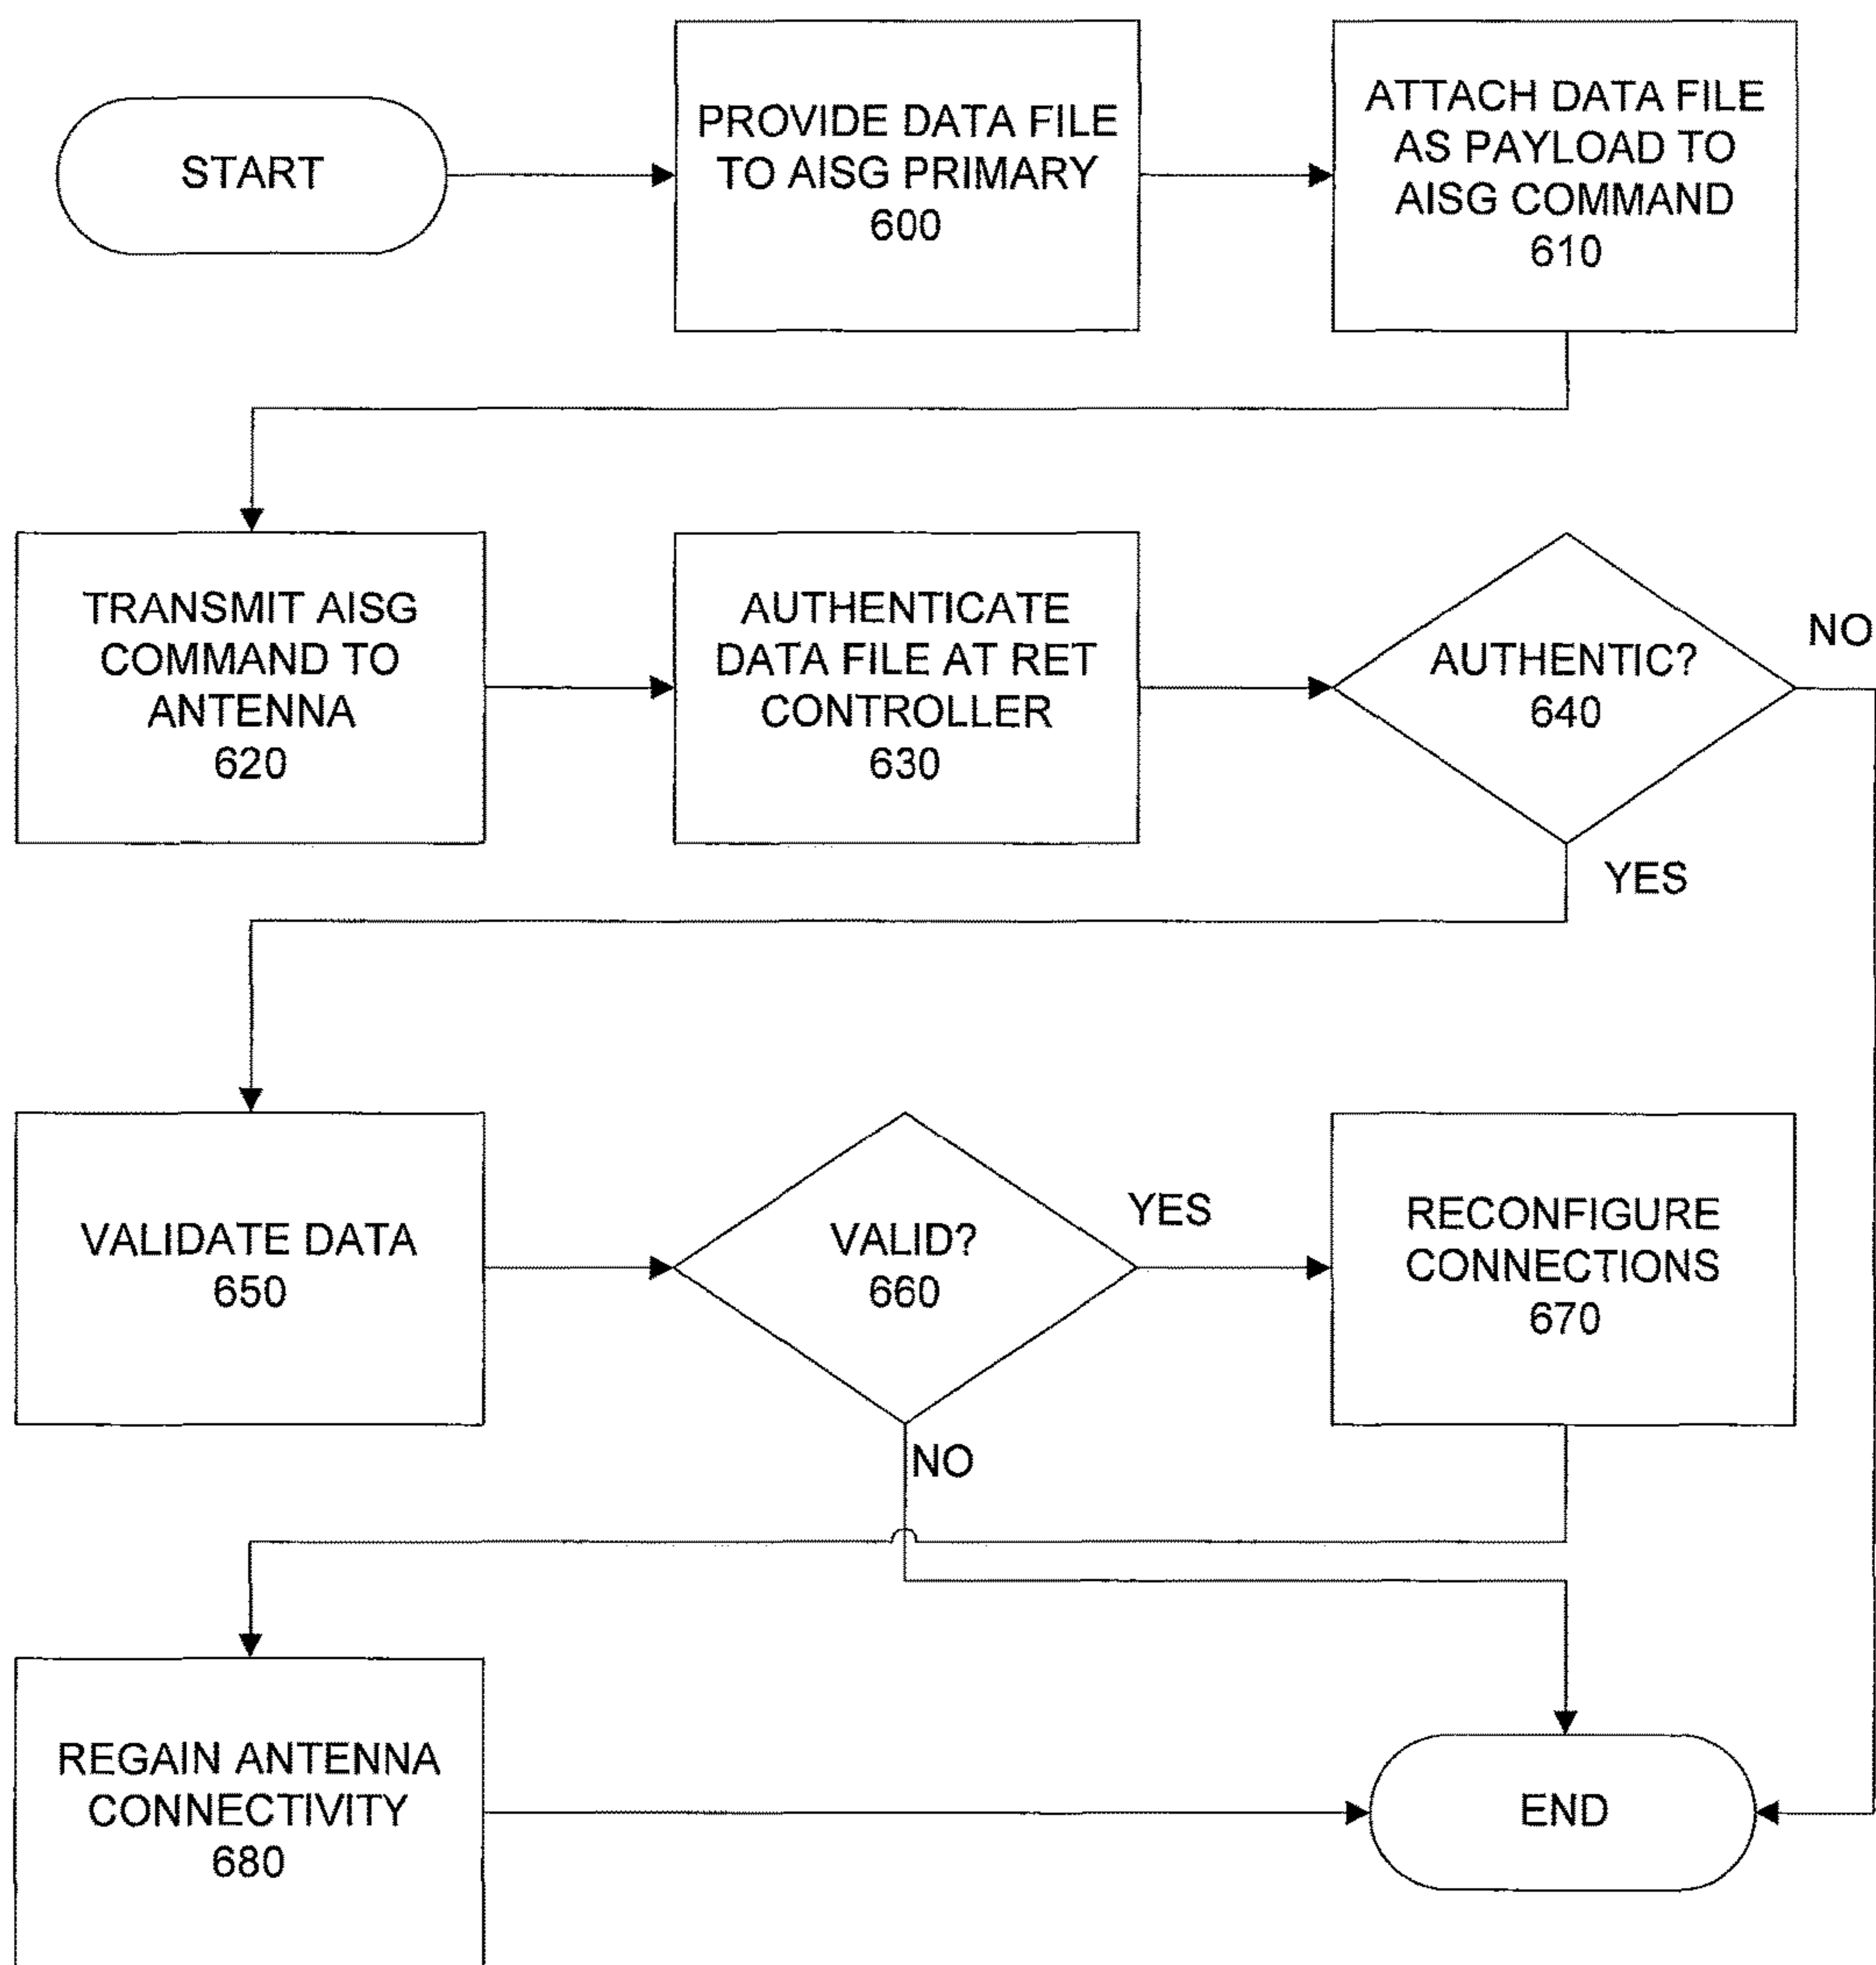 START
PROVIDE DATA FILE
TO AISG PRIMARY
600
ATTACH DATA FILE
AS PAYLOAD TO
AISG COMMAND
610
TRANSMIT AISG
COMMAND TO
ANTENNA
620
AUTHENTICATE
DATA FILE AT RET
CONTROLLER
630
AUTHENTIC?
640
NO
YES
VALIDATE DATA
650
VALID?
660
YES
NO
RECONFIGURE
CONNECTIONS
670
REGAIN ANTENNA
CONNECTIVITY
680
END